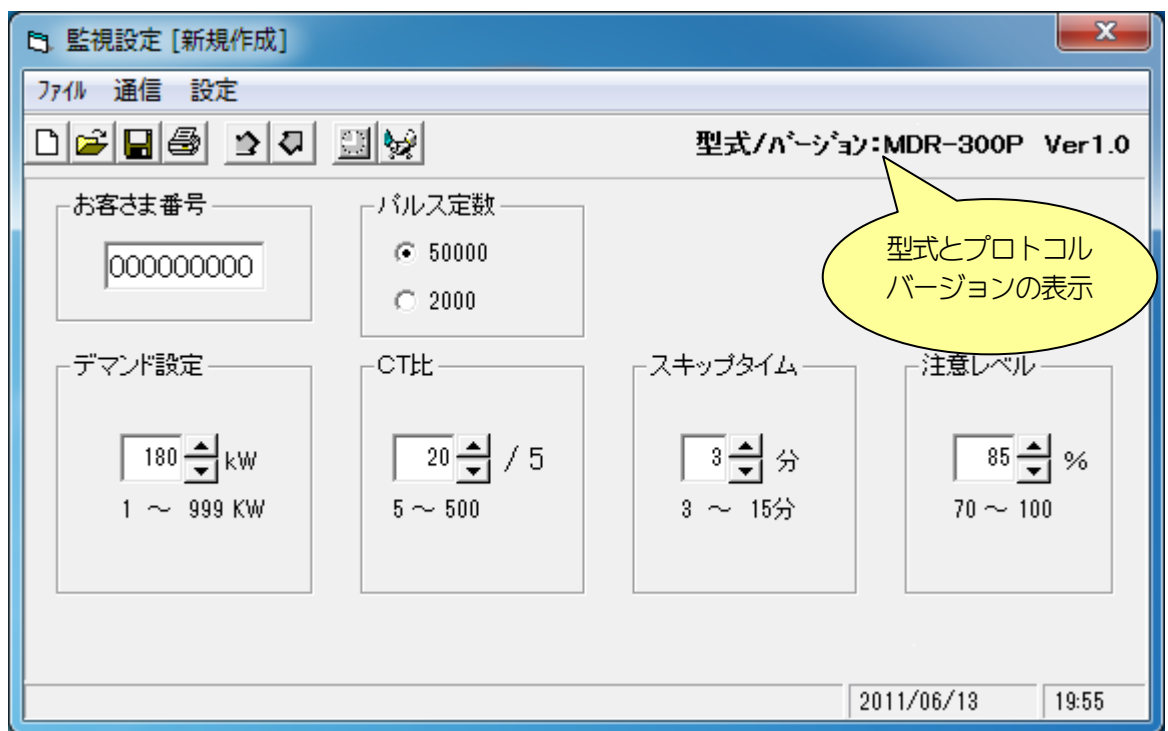 監視設定 [新規作成]
ﾌｧｲﾙ 通信 設定
型式/ﾊﾞｰｼﾞｮﾝ:MDR-300P Ver1.0
型式とプロトコル
バージョンの表示
お客さま番号
000000000
パルス定数
50000
2000
デマンド設定
180 kW
1 ～ 999 KW
CT比
20 / 5
5 ～ 500
スキップタイム
3 分
3 ～ 15分
注意レベル
85 %
70 ～ 100
2011/06/13 19:55